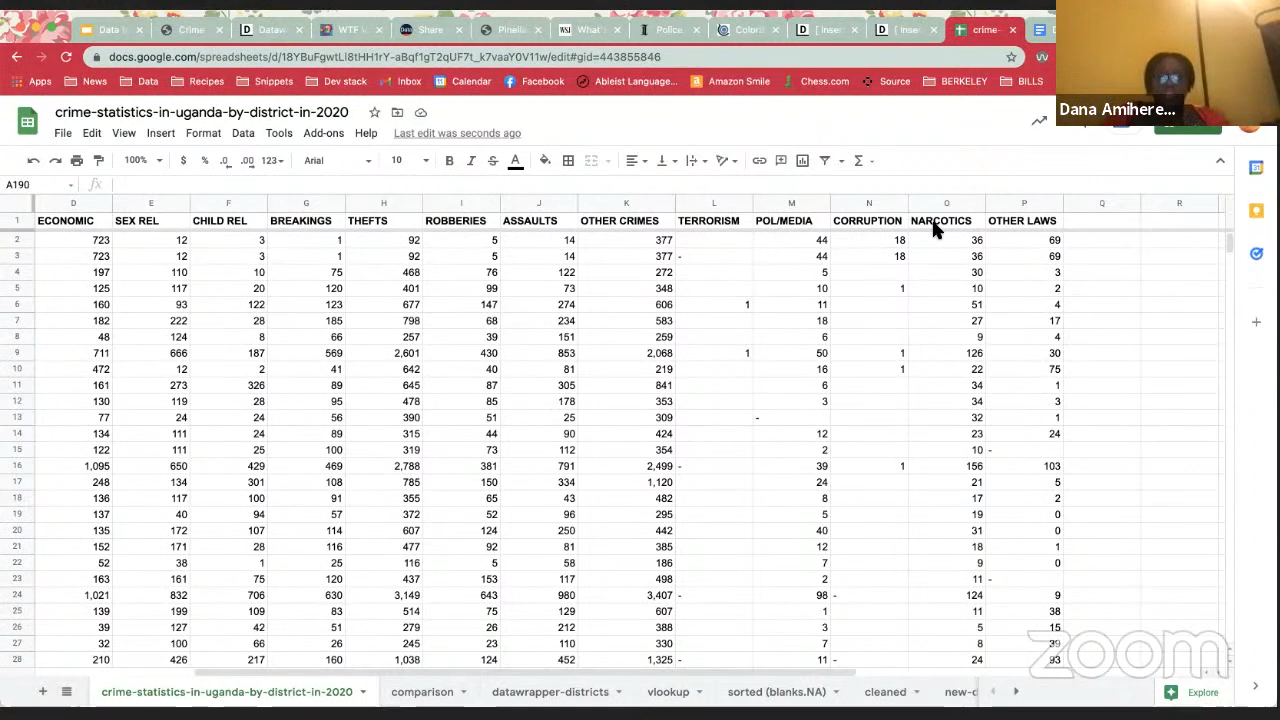 Data
Crime
Dataw
WTF
Share
Pinella
What's
Police
Color
[ Inser
[ Inser
crime-
docs.google.com/spreadsheets/d/
/edit#gid=443855846
Apps News Data Recipes Snippets Dev stack Inbox Calendar Facebook Ableist Language... Amazon Smile Chess.com Source BERKELEY BILLS
Dana Amihere...
crime-statistics-in-uganda-by-district-in-2020
File Edit View Insert Format Data Tools Add-ons Help Last edit was seconds ago
100% $ % .0 .00 123 Arial 10 B I S A
A190 fx
D E F G H I J K L M N O P Q R
1 ECONOMIC SEX REL CHILD REL BREAKINGS THEFTS ROBBERIES ASSAULTS OTHER CRIMES TERRORISM POL/MEDIA CORRUPTION NARCOTICS OTHER LAWS
2 723 12 3 1 92 5 14 377 44 18 36 69
3 723 12 3 1 92 5 14 377 - 44 18 36 69
4 197 110 10 75 468 76 122 272 5 30 3
5 125 117 20 120 401 99 73 348 10 1 10 2
6 160 93 122 123 677 147 274 606 1 11 51 4
7 182 222 28 185 798 68 234 583 18 27 17
8 48 124 8 66 257 39 151 259 6 9 4
9 711 666 187 569 2,601 430 853 2,068 1 50 1 126 30
10 472 12 2 41 642 40 81 219 16 1 22 75
11 161 273 326 89 645 87 305 841 6 34 1
12 130 119 28 95 478 85 178 353 3 34 3
13 77 24 24 56 390 51 25 309 - 32 1
14 134 111 24 89 315 44 90 424 12 23 24
15 122 111 25 100 319 73 112 354 2 10 -
16 1,095 650 429 469 2,788 381 791 2,499 - 39 1 156 103
17 248 134 301 108 785 150 334 1,120 24 21 5
18 136 117 100 91 355 65 43 482 8 17 2
19 137 40 94 57 372 52 96 295 5 19 0
20 135 172 107 114 607 124 250 442 40 31 0
21 152 171 28 116 477 92 81 385 12 18 1
22 52 38 1 25 116 5 58 186 7 9 0
23 163 161 75 120 437 153 117 498 2 11 -
24 1,021 832 706 630 3,149 643 980 3,407 - 98 - 124 9
25 139 199 109 83 514 75 129 607 1 11 38
26 39 127 42 51 279 26 212 388 3 5 15
27 32 100 66 26 245 23 110 330 7 8 39
28 210 426 217 160 1,038 124 452 1,325 - 11 - 24 93
zoom
crime-statistics-in-uganda-by-district-in-2020 comparison datawrapper-districts vlookup sorted (blanks.NA) cleaned new-d Explore